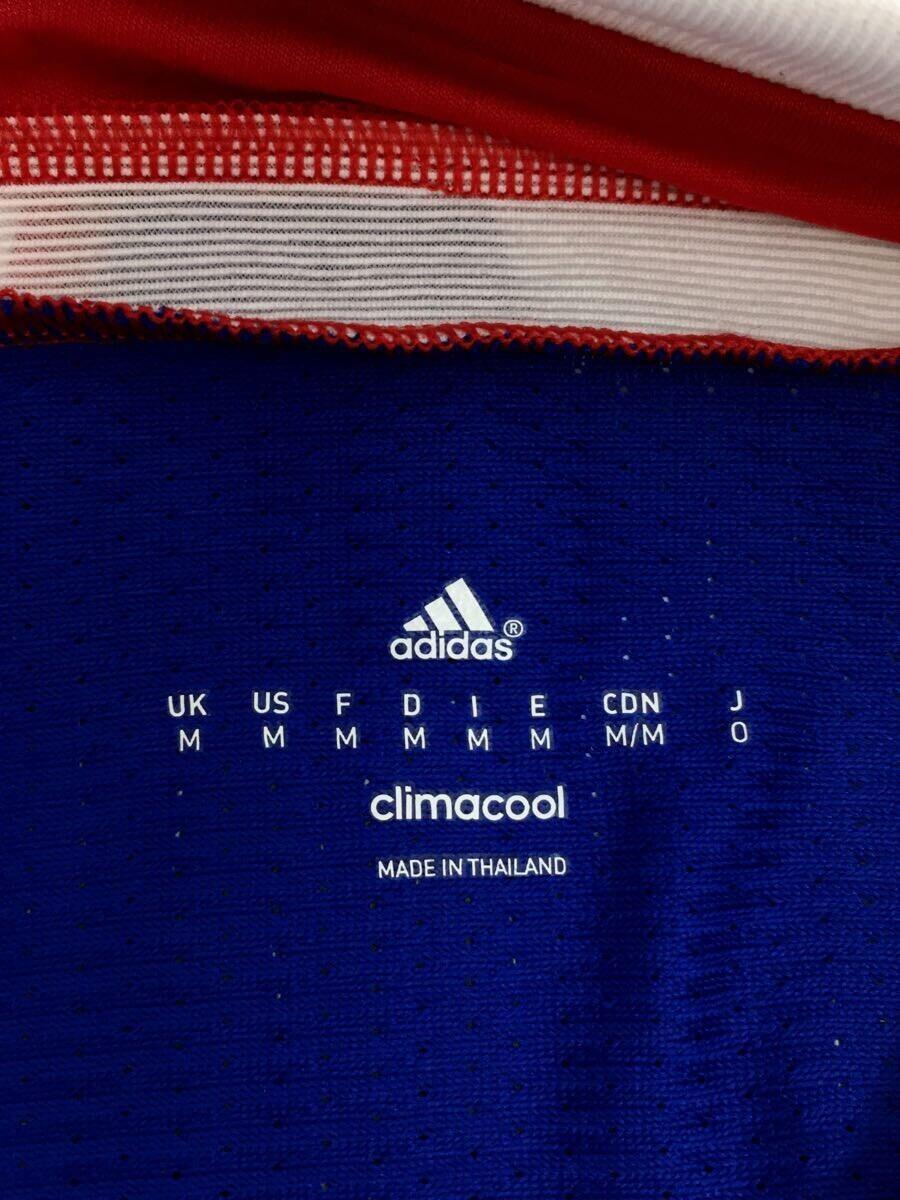 adidas®
UK US F D I E CDN J
M M M M M M M/M O
climacool
MADE IN THAILAND